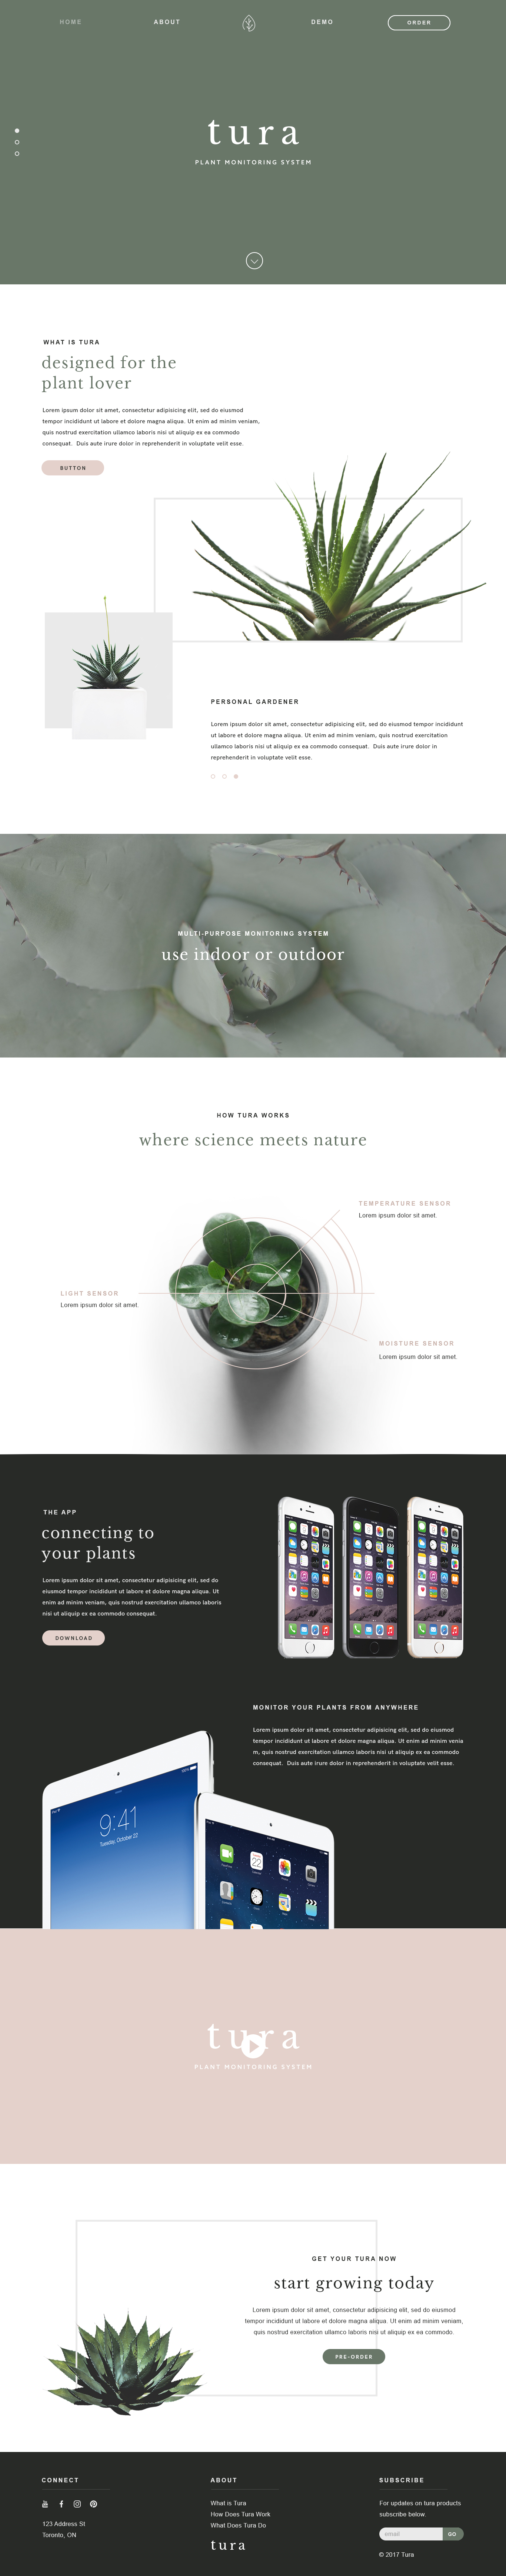 HOME
ABOUT
DEMO
ORDER
tura
PLANT MONITORING SYSTEM
WHAT IS TURA
designed for the
plant lover
Lorem ipsum dolor sit amet, consectetur adipisicing elit, sed do eiusmod
tempor incididunt ut labore et dolore magna aliqua. Ut enim ad minim veniam,
quis nostrud exercitation ullamco laboris nisi ut aliquip ex ea commodo
consequat. Duis aute irure dolor in reprehenderit in voluptate velit esse.
BUTTON
PERSONAL GARDENER
Lorem ipsum dolor sit amet, consectetur adipisicing elit, sed do eiusmod tempor incididunt
ut labore et dolore magna aliqua. Ut enim ad minim veniam, quis nostrud exercitation
ullamco laboris nisi ut aliquip ex ea commodo consequat. Duis aute irure dolor in
reprehenderit in voluptate velit esse.
MULTI-PURPOSE MONITORING SYSTEM
use indoor or outdoor
HOW TURA WORKS
where science meets nature
TEMPERATURE SENSOR
Lorem ipsum dolor sit amet.
LIGHT SENSOR
Lorem ipsum dolor sit amet.
MOISTURE SENSOR
Lorem ipsum dolor sit amet.
THE APP
connecting to
your plants
Lorem ipsum dolor sit amet, consectetur adipisicing elit, sed do
eiusmod tempor incididunt ut labore et dolore magna aliqua. Ut
enim ad minim veniam, quis nostrud exercitation ullamco laboris
nisi ut aliquip ex ea commodo consequat.
DOWNLOAD
MONITOR YOUR PLANTS FROM ANYWHERE
Lorem ipsum dolor sit amet, consectetur adipisicing elit, sed do eiusmod
tempor incididunt ut labore et dolore magna aliqua. Ut enim ad minim venia
m, quis nostrud exercitation ullamco laboris nisi ut aliquip ex ea commodo
consequat. Duis aute irure dolor in reprehenderit in voluptate velit esse.
9:41
Tuesday, October 22
tura
PLANT MONITORING SYSTEM
GET YOUR TURA NOW
start growing today
Lorem ipsum dolor sit amet, consectetur adipisicing elit, sed do eiusmod
tempor incididunt ut labore et dolore magna aliqua. Ut enim ad minim veniam,
quis nostrud exercitation ullamco laboris nisi ut aliquip ex ea commodo.
PRE-ORDER
CONNECT
123 Address St
Toronto, ON
ABOUT
What is Tura
How Does Tura Work
What Does Tura Do
tura
SUBSCRIBE
For updates on tura products
subscribe below.
email
GO
© 2017 Tura